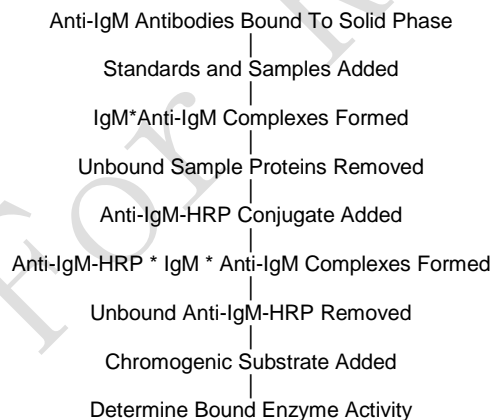 Anti-IgM Antibodies Bound To Solid Phase
Standards and Samples Added
IgM*Anti-IgM Complexes Formed
Unbound Sample Proteins Removed
Anti-IgM-HRP Conjugate Added
Anti-IgM-HRP * IgM * Anti-IgM Complexes Formed
Unbound Anti-IgM-HRP Removed
Chromogenic Substrate Added
Determine Bound Enzyme Activity
For